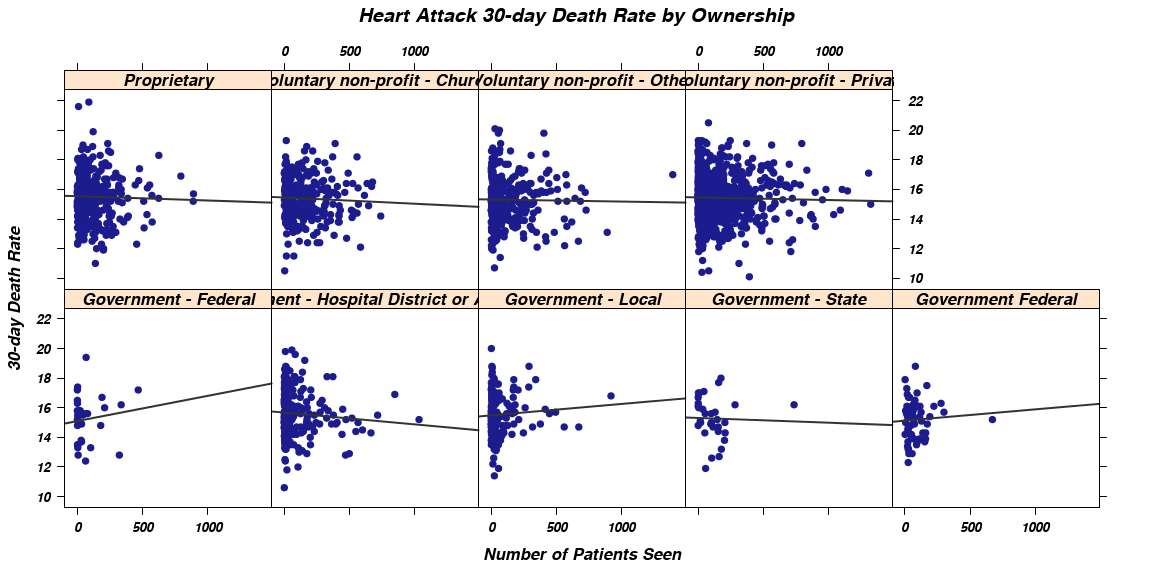 Heart Attack 30-day Death Rate by Ownership
0 500 1000 0 500 1000
Proprietary oluntary non-profit - Churc oluntary non-profit - Othe oluntary non-profit - Priva
22
20
18
16
14
12
10
Government - Federal ment - Hospital District or A Government - Local Government - State Government Federal
22
20
18
16
14
12
10
0 500 1000 0 500 1000 0 500 1000
30-day Death Rate
Number of Patients Seen